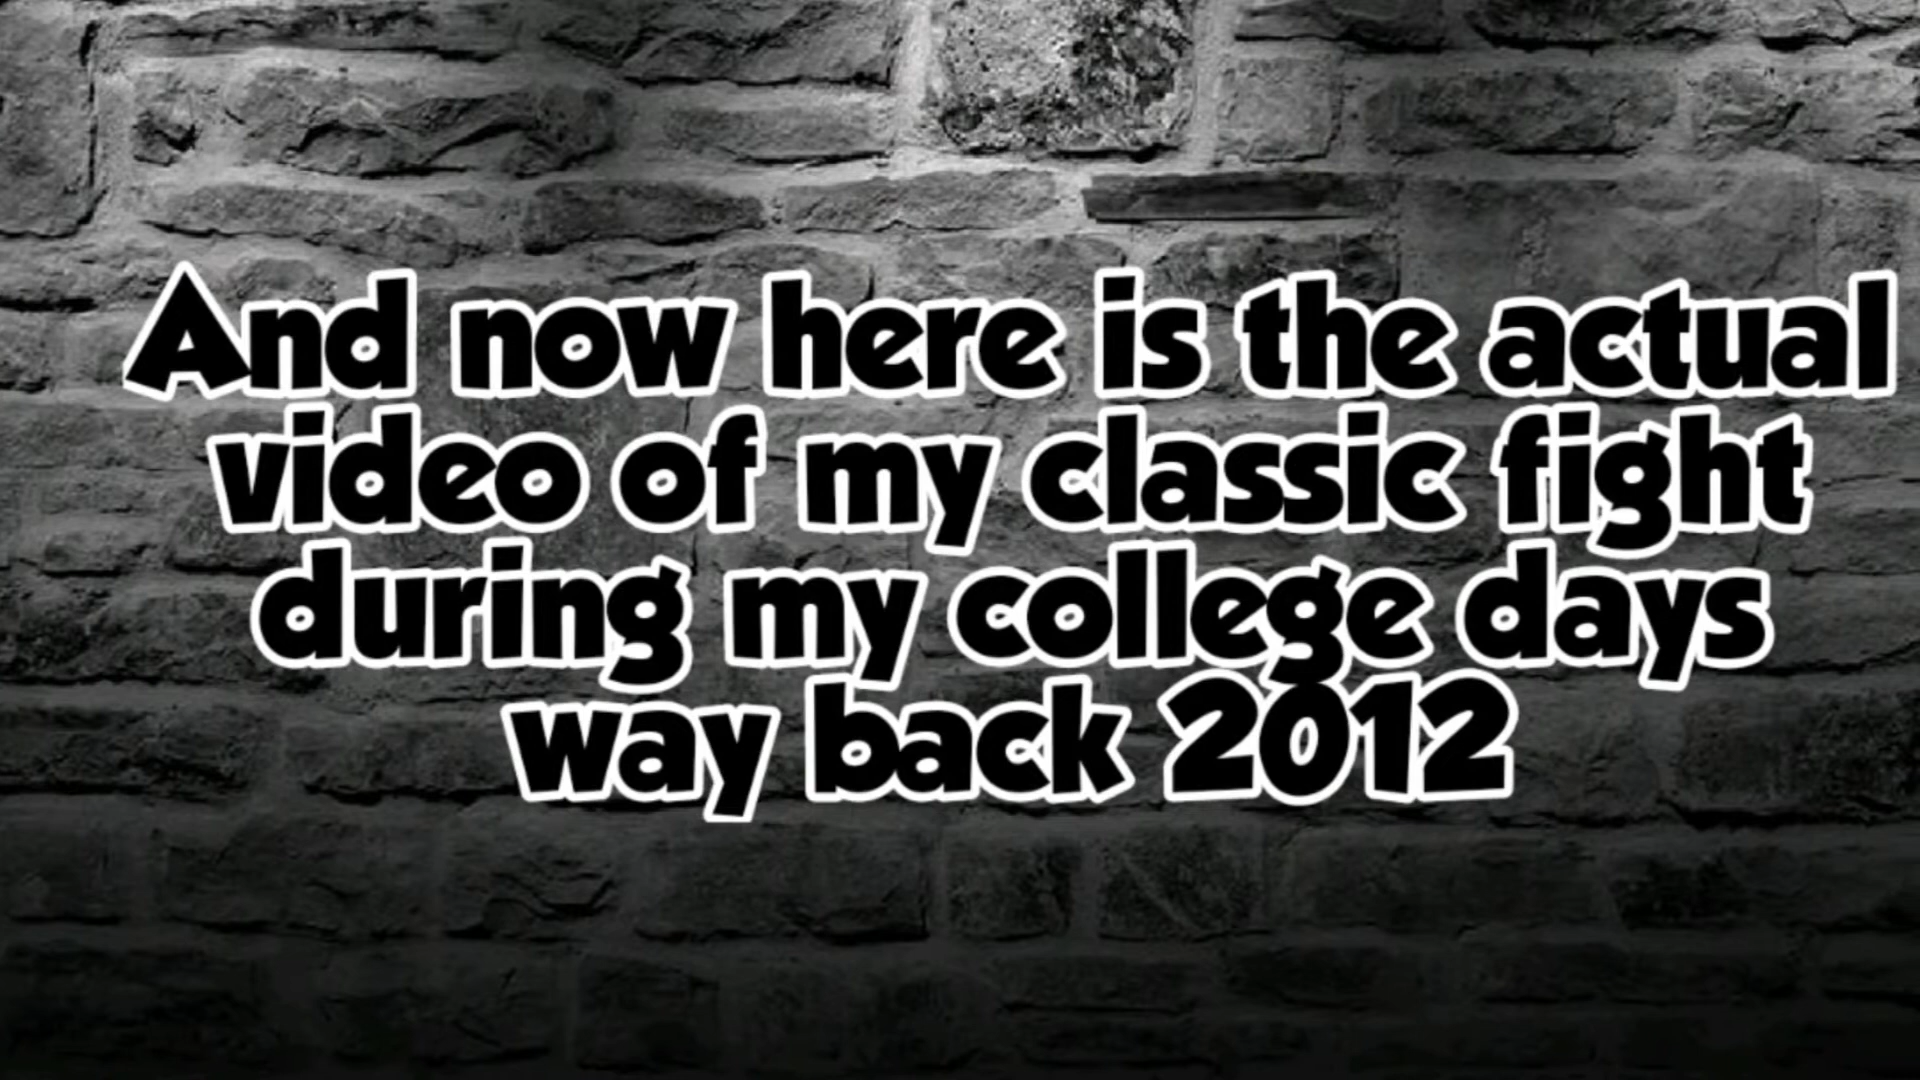 And now here is the actual
video of my classic fight
during my college days
way back 2012